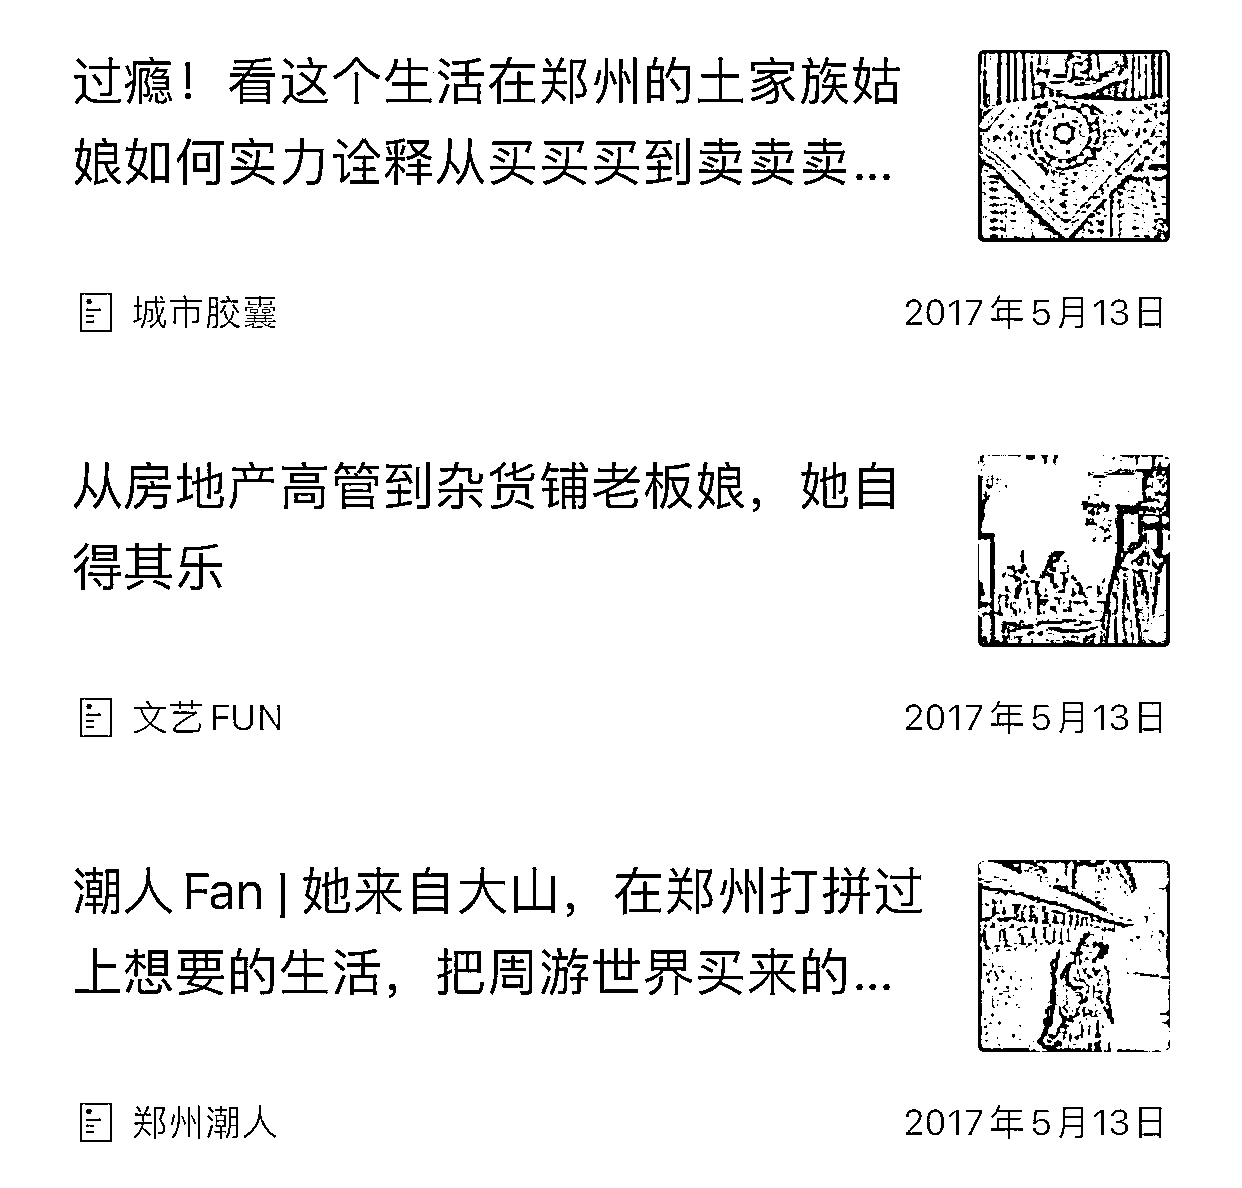 过瘾！看这个生活在郑州的土家族姑
娘如何实力诠释从买买买到卖卖卖...
城市胶囊
2017年5月13日
从房地产高管到杂货铺老板娘，她自
得其乐
文艺FUN
2017年5月13日
潮人Fan | 她来自大山，在郑州打拼过
上想要的生活，把周游世界买来的...
郑州潮人
2017年5月13日